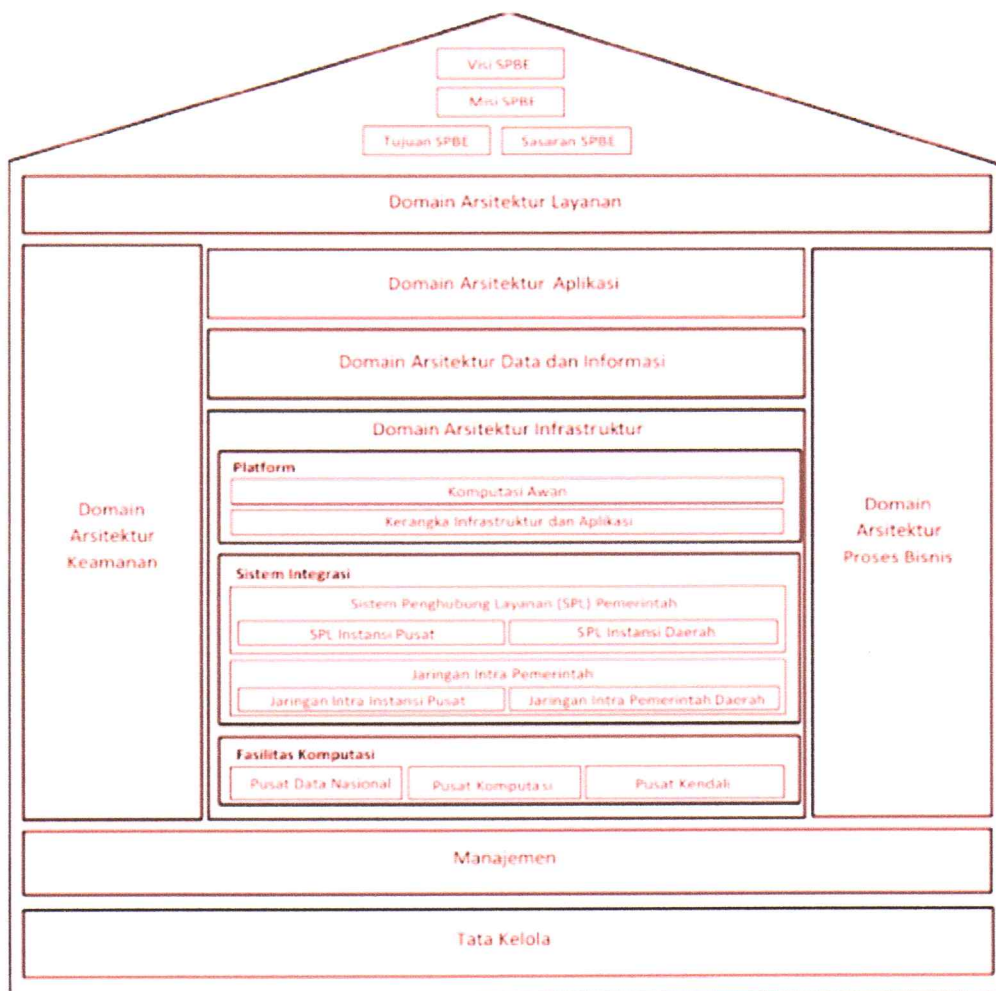 Visi SPBE
Misi SPBE
Tujuan SPBE
Sasaran SPBE
Domain Arsitektur Layanan
Domain Arsitektur Aplikasi
Domain Arsitektur Data dan Informasi
Domain Arsitektur Infrastruktur
Platform
Komputasi Awan
Kerangka Infrastruktur dan Aplikasi
Domain
Arsitektur
Keamanan
Domain
Arsitektur
Proses Bisnis
Sistem Integrasi
Sistem Penghubung Layanan (SPL) Pemerintah
SPL Instansi Pusat
SPL Instansi Daerah
Jaringan Intra Pemerintah
Jaringan Intra Instansi Pusat
Jaringan Intra Pemerintah Daerah
Fasilitas Komputasi
Pusat Data Nasional
Pusat Komputasi
Pusat Kendali
Manajemen
Tata Kelola